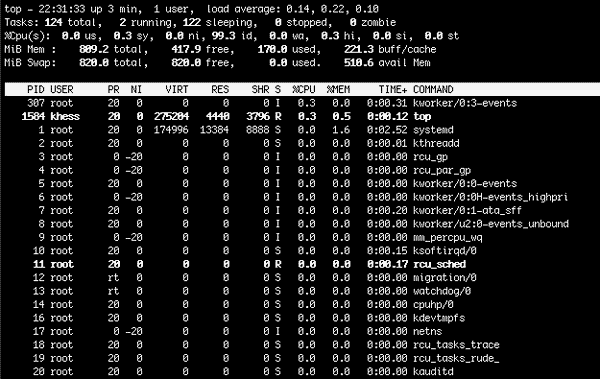 top - 22:31:33 up 3 min,  1 user,  load average: 0.14, 0.22, 0.10
Tasks: 124 total,   2 running, 122 sleeping,   0 stopped,   0 zombie
%Cpu(s):  0.0 us,  0.3 sy,  0.0 ni, 99.3 id,  0.0 wa,  0.3 hi,  0.0 si,  0.0 st
MiB Mem :    809.2 total,    417.9 free,    170.0 used,    221.3 buff/cache
MiB Swap:    820.0 total,    820.0 free,      0.0 used.    510.6 avail Mem
PID USER      PR  NI    VIRT    RES    SHR S  %CPU  %MEM     TIME+ COMMAND
307 root      20   0       0      0      0 I   0.3   0.0   0:00.31 kworker/0:3-events
1584 khess     20   0  275204   4440   3796 R   0.3   0.5   0:00.12 top
1 root      20   0  174996  13384   8888 S   0.0   1.6   0:02.52 systemd
2 root      20   0       0      0      0 S   0.0   0.0   0:00.01 kthreadd
3 root       0 -20       0      0      0 I   0.0   0.0   0:00.00 rcu_gp
4 root       0 -20       0      0      0 I   0.0   0.0   0:00.00 rcu_par_gp
5 root      20   0       0      0      0 I   0.0   0.0   0:00.00 kworker/0:0-events
6 root       0 -20       0      0      0 I   0.0   0.0   0:00.00 kworker/0:0H-events_highpri
7 root      20   0       0      0      0 I   0.0   0.0   0:00.20 kworker/0:1-ata_sff
8 root      20   0       0      0      0 I   0.0   0.0   0:00.00 kworker/u2:0-events_unbound
9 root       0 -20       0      0      0 I   0.0   0.0   0:00.00 mm_percpu_wq
10 root      20   0       0      0      0 S   0.0   0.0   0:00.15 ksoftirqd/0
11 root      20   0       0      0      0 R   0.0   0.0   0:00.17 rcu_sched
12 root      rt   0       0      0      0 S   0.0   0.0   0:00.00 migration/0
13 root      rt   0       0      0      0 S   0.0   0.0   0:00.00 watchdog/0
14 root      20   0       0      0      0 S   0.0   0.0   0:00.00 cpuhp/0
16 root      20   0       0      0      0 S   0.0   0.0   0:00.00 kdevtmpfs
17 root       0 -20       0      0      0 I   0.0   0.0   0:00.00 netns
18 root      20   0       0      0      0 S   0.0   0.0   0:00.00 rcu_tasks_trace
19 root      20   0       0      0      0 S   0.0   0.0   0:00.00 rcu_tasks_rude_
20 root      20   0       0      0      0 S   0.0   0.0   0:00.00 kauditd